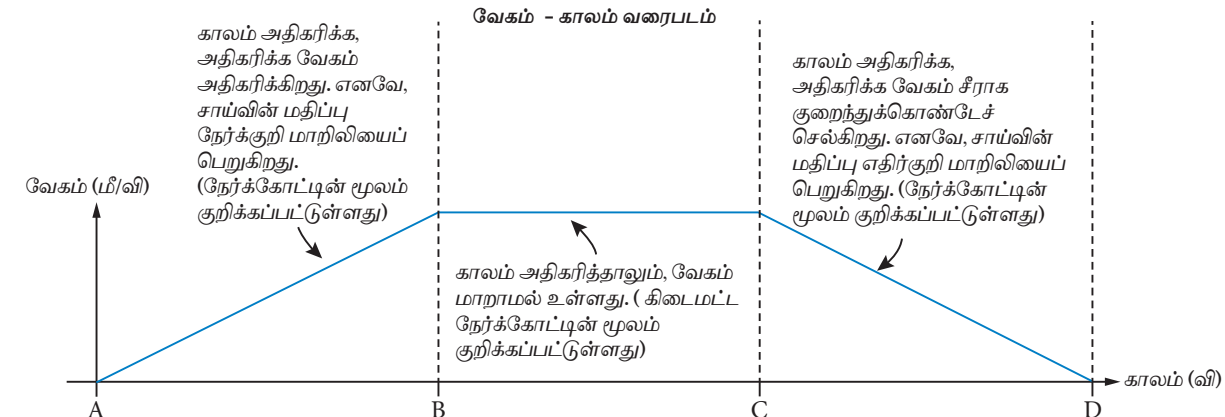 வேகம் - காலம் வரைபடம்
காலம் அதிகரிக்க,
அதிகரிக்க வேகம்
அதிகரிக்கிறது. எனவே,
சாய்வின் மதிப்பு
நேர்க்குறி மாறிலியைப்
பெறுகிறது.
(நேர்க்கோட்டின் மூலம்
குறிக்கப்பட்டுள்ளது)
காலம் அதிகரிக்க,
அதிகரிக்க வேகம் சீராக
குறைந்துக்கொண்டேச்
செல்கிறது. எனவே, சாய்வின்
மதிப்பு எதிர்குறி மாறிலியைப்
பெறுகிறது. (நேர்க்கோட்டின்
மூலம் குறிக்கப்பட்டுள்ளது)
வேகம் (மீ/வி)
காலம் அதிகரித்தாலும், வேகம்
மாறாமல் உள்ளது. ( கிடைமட்ட
நேர்க்கோட்டின் மூலம்
குறிக்கப்பட்டுள்ளது)
காலம் (வி)
A B C D